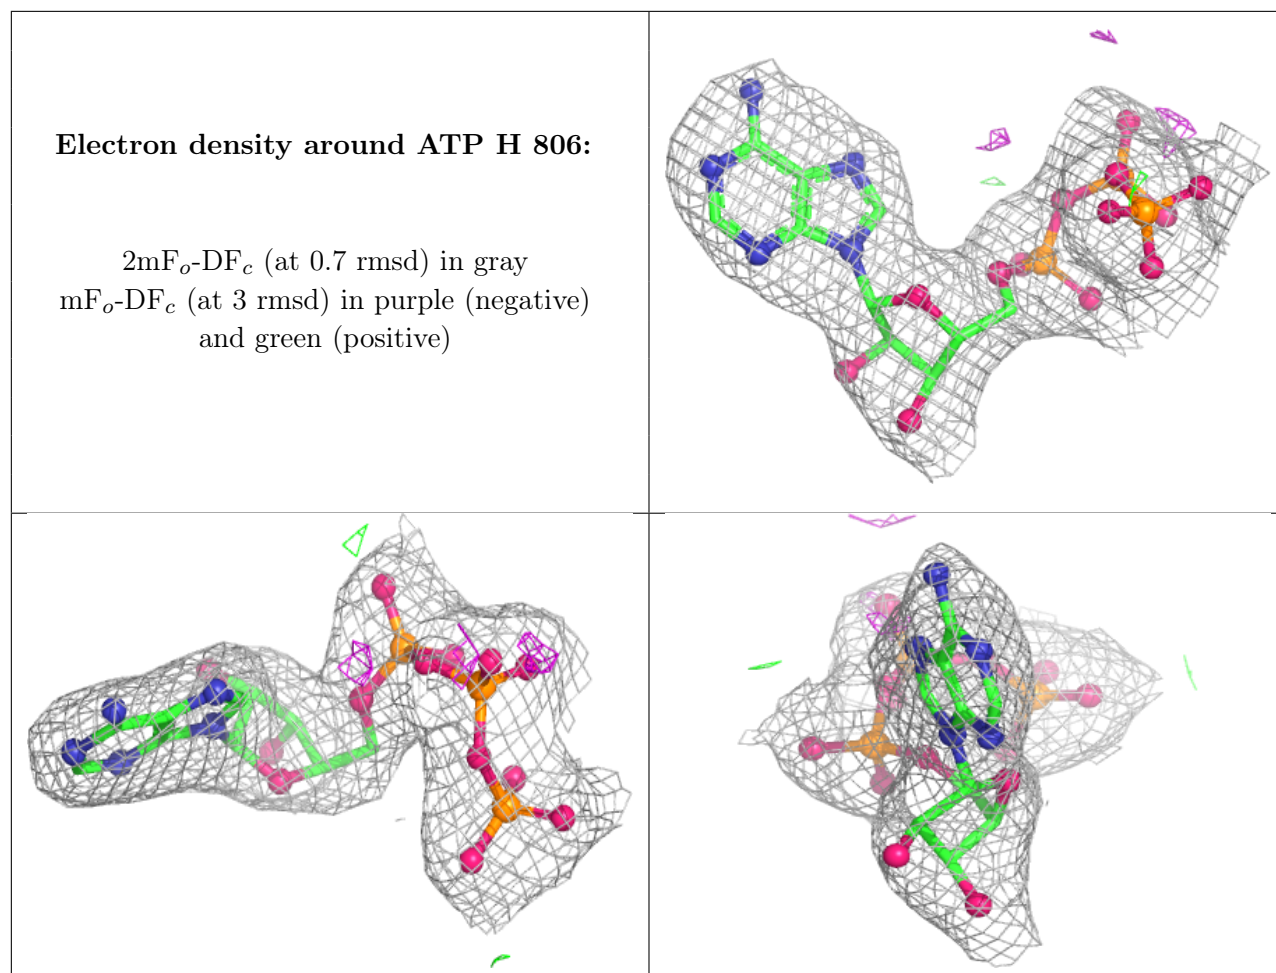 Electron density around ATP H 806:
2mFo-DFc (at 0.7 rmsd) in gray
mFo-DFc (at 3 rmsd) in purple (negative)
and green (positive)